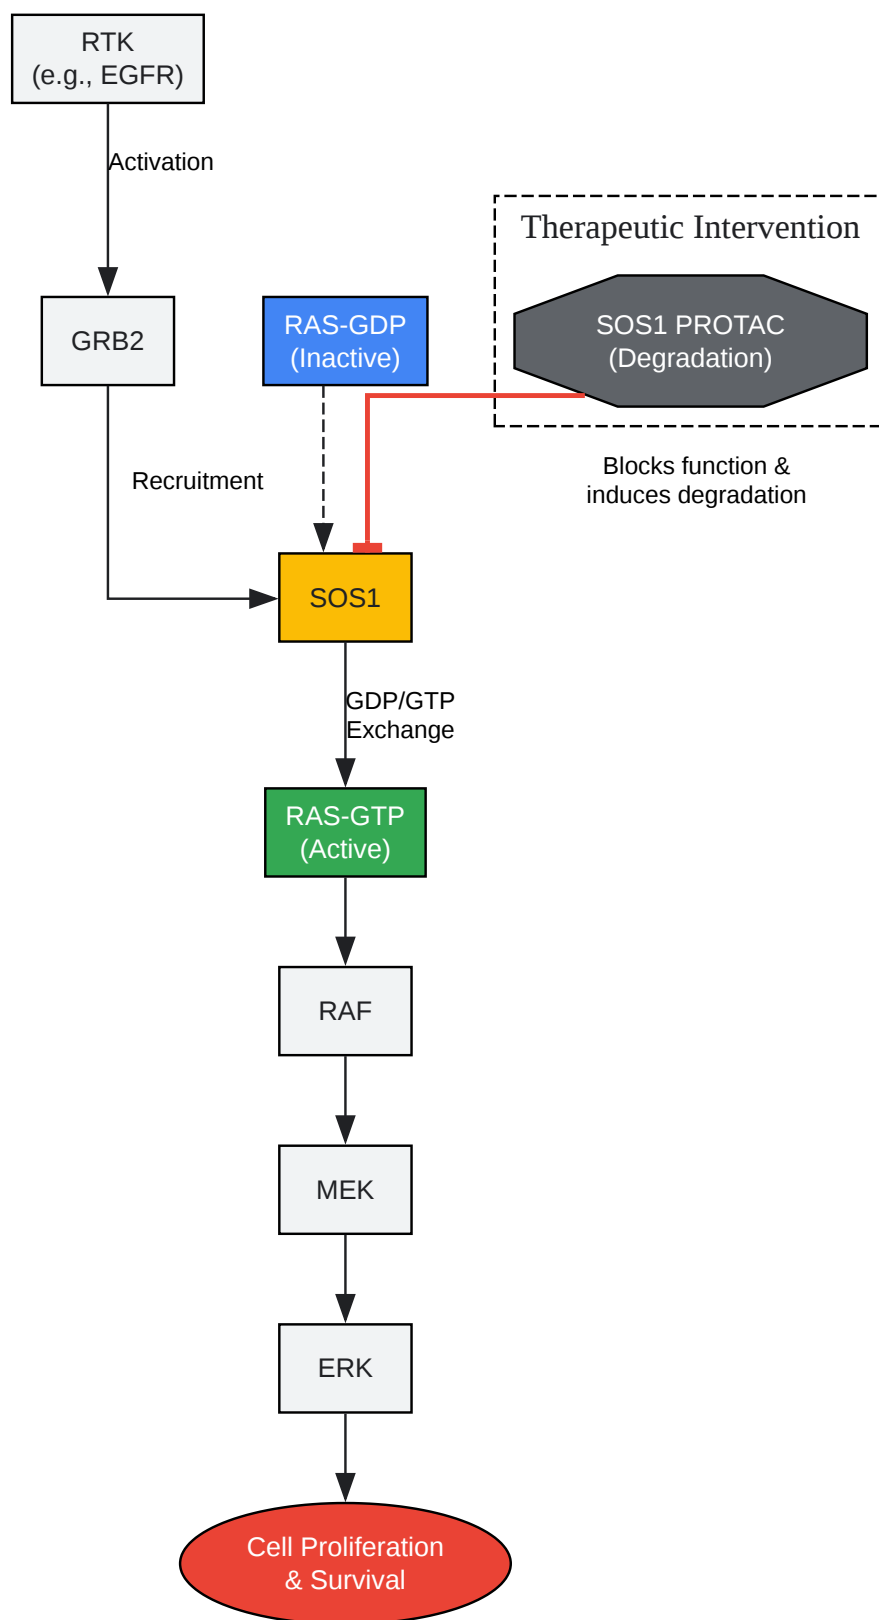 RTK
(e.g., EGFR)
Activation
Therapeutic Intervention
GRB2
RAS-GDP
(Inactive)
SOS1 PROTAC
(Degradation)
Recruitment
Blocks function &
induces degradation
SOS1
GDP/GTP
Exchange
RAS-GTP
(Active)
RAF
MEK
ERK
Cell Proliferation
& Survival